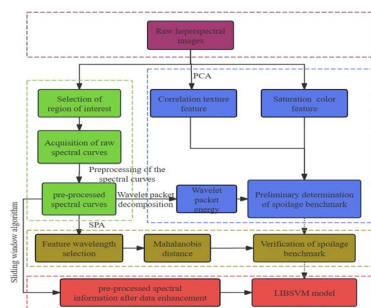 Raw hyperspectral
images
PCA
Selection of
region of interest
Correlation texture
feature
Saturation color
feature
Acquisition of raw
spectral curves
Preprocessing of the
spectral curves
pre-processed
spectral curves
Wavelet packet
decomposition
Wavelet
packet
energy
Preliminary determination
of spoilage benchmark
SPA
Sliding window algorithm
Feature wavelength
selection
Mahalanobis
distance
Verification of spoilage
benchmark
pre-processed spectral
information after data enhancement
LIBSVM model